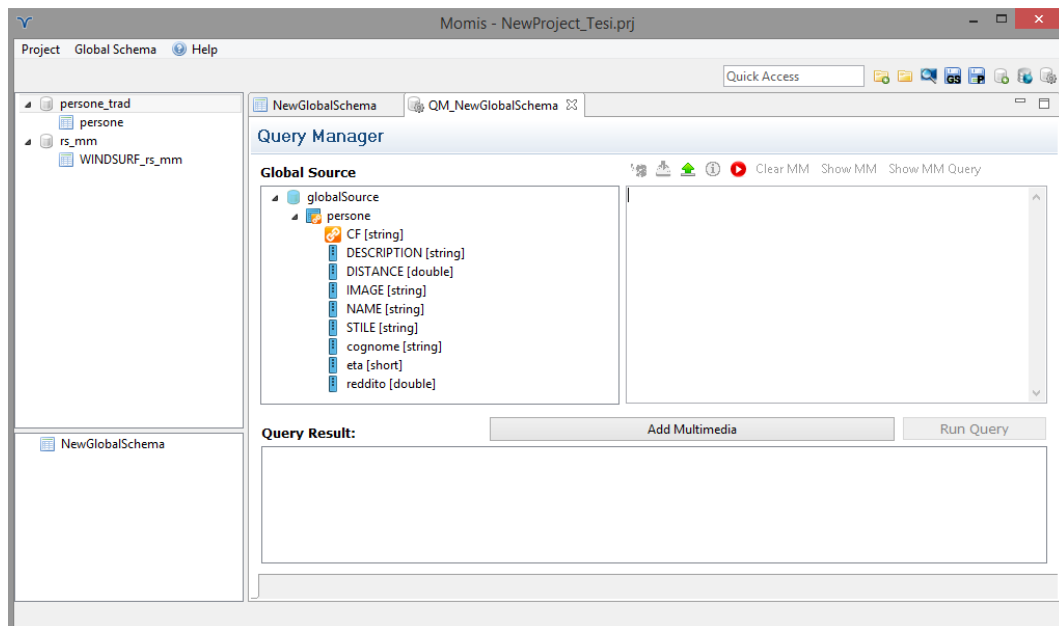 Momis - NewProject_Tesi.prj
Project Global Schema Help
Quick Access
GS
P
persone_trad
persone
rs_mm
WINDSURF_rs_mm
NewGlobalSchema
NewGlobalSchema QM_NewGlobalSchema
Query Manager
Global Source
Clear MM Show MM Show MM Query
globalSource
persone
CF [string]
DESCRIPTION [string]
DISTANCE [double]
IMAGE [string]
NAME [string]
STILE [string]
cognome [string]
eta [short]
reddito [double]
Query Result:
Add Multimedia
Run Query